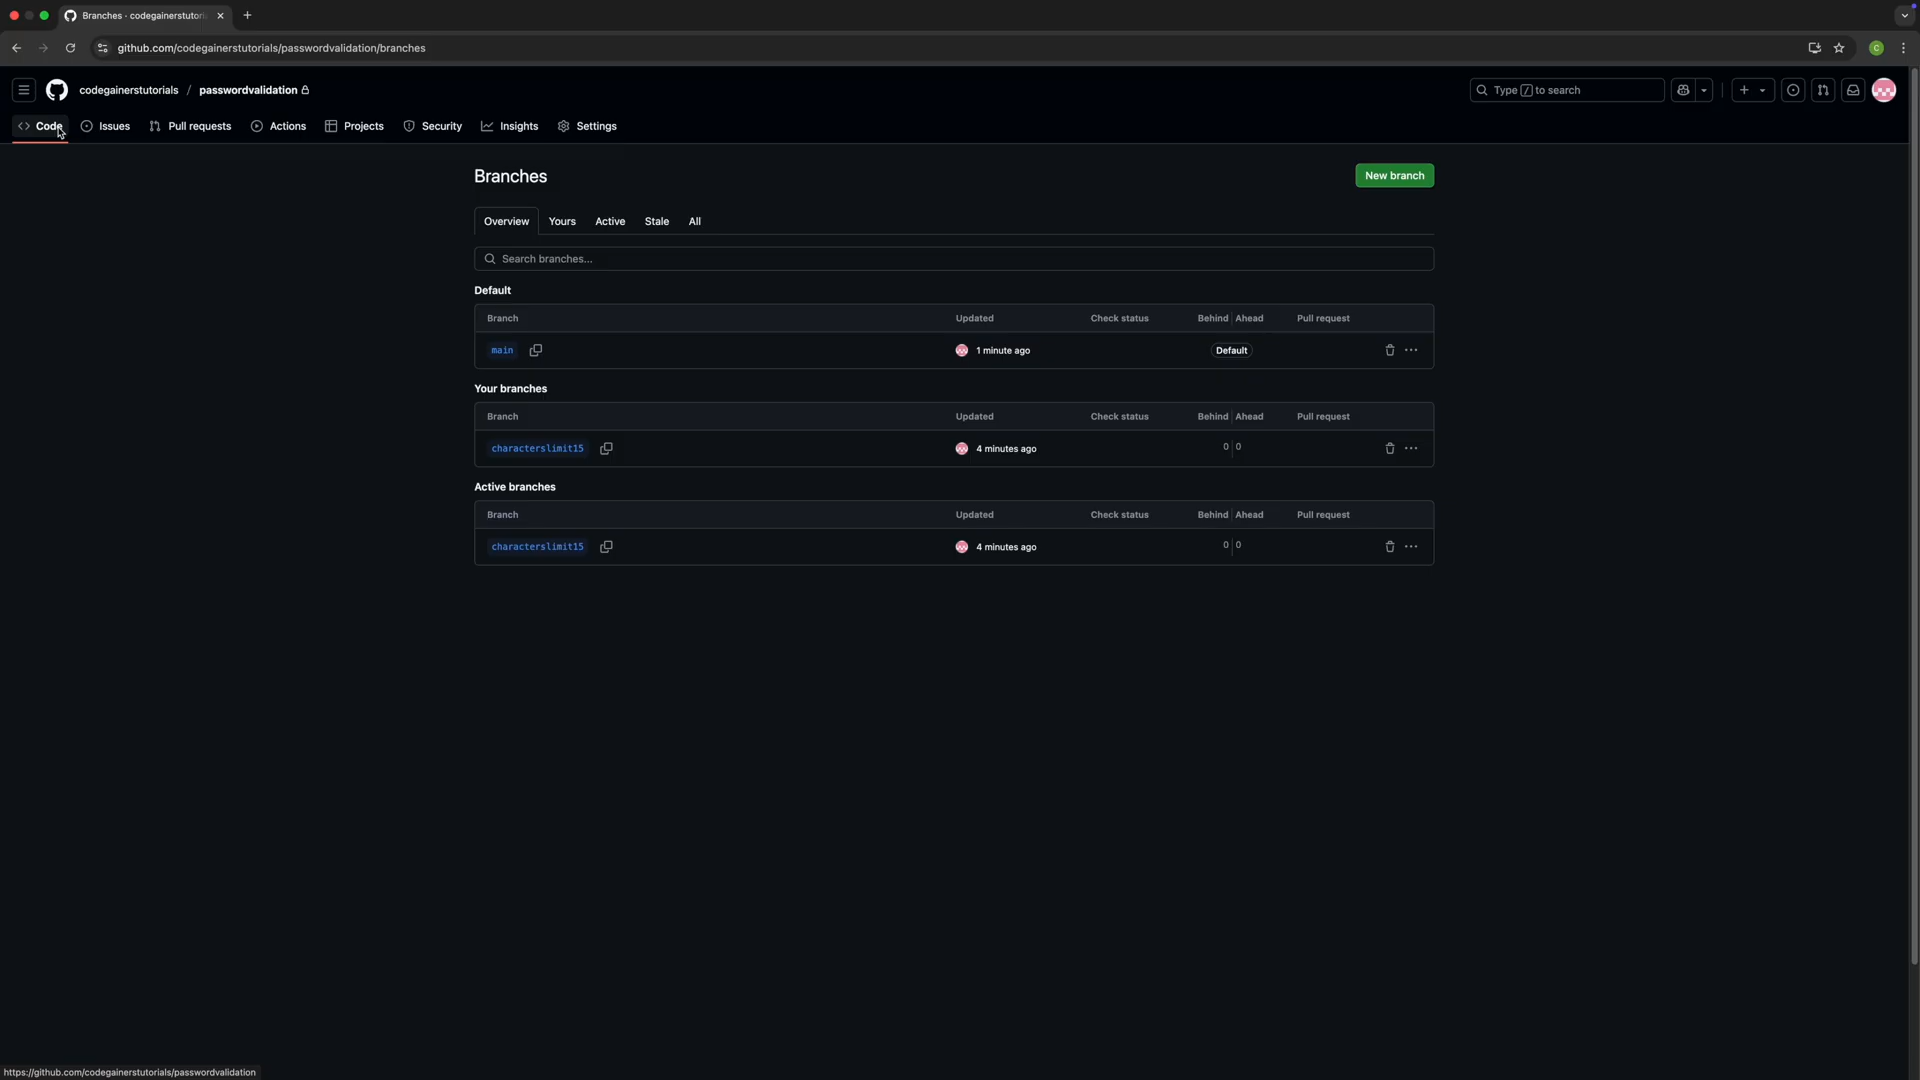 Branches · codegainerstutori
github.com/codegainerstutorials/passwordvalidation/branches
C
codegainerstutorials / passwordvalidation
Type / to search
Code Issues Pull requests Actions Projects Security Insights Settings
Branches
New branch
Overview Yours Active Stale All
Search branches...
Default
Branch Updated Check status Behind Ahead Pull request
main 1 minute ago Default
Your branches
Branch Updated Check status Behind Ahead Pull request
characterslimit15 4 minutes ago 0 0
Active branches
Branch Updated Check status Behind Ahead Pull request
characterslimit15 4 minutes ago 0 0
https://github.com/codegainerstutorials/passwordvalidation